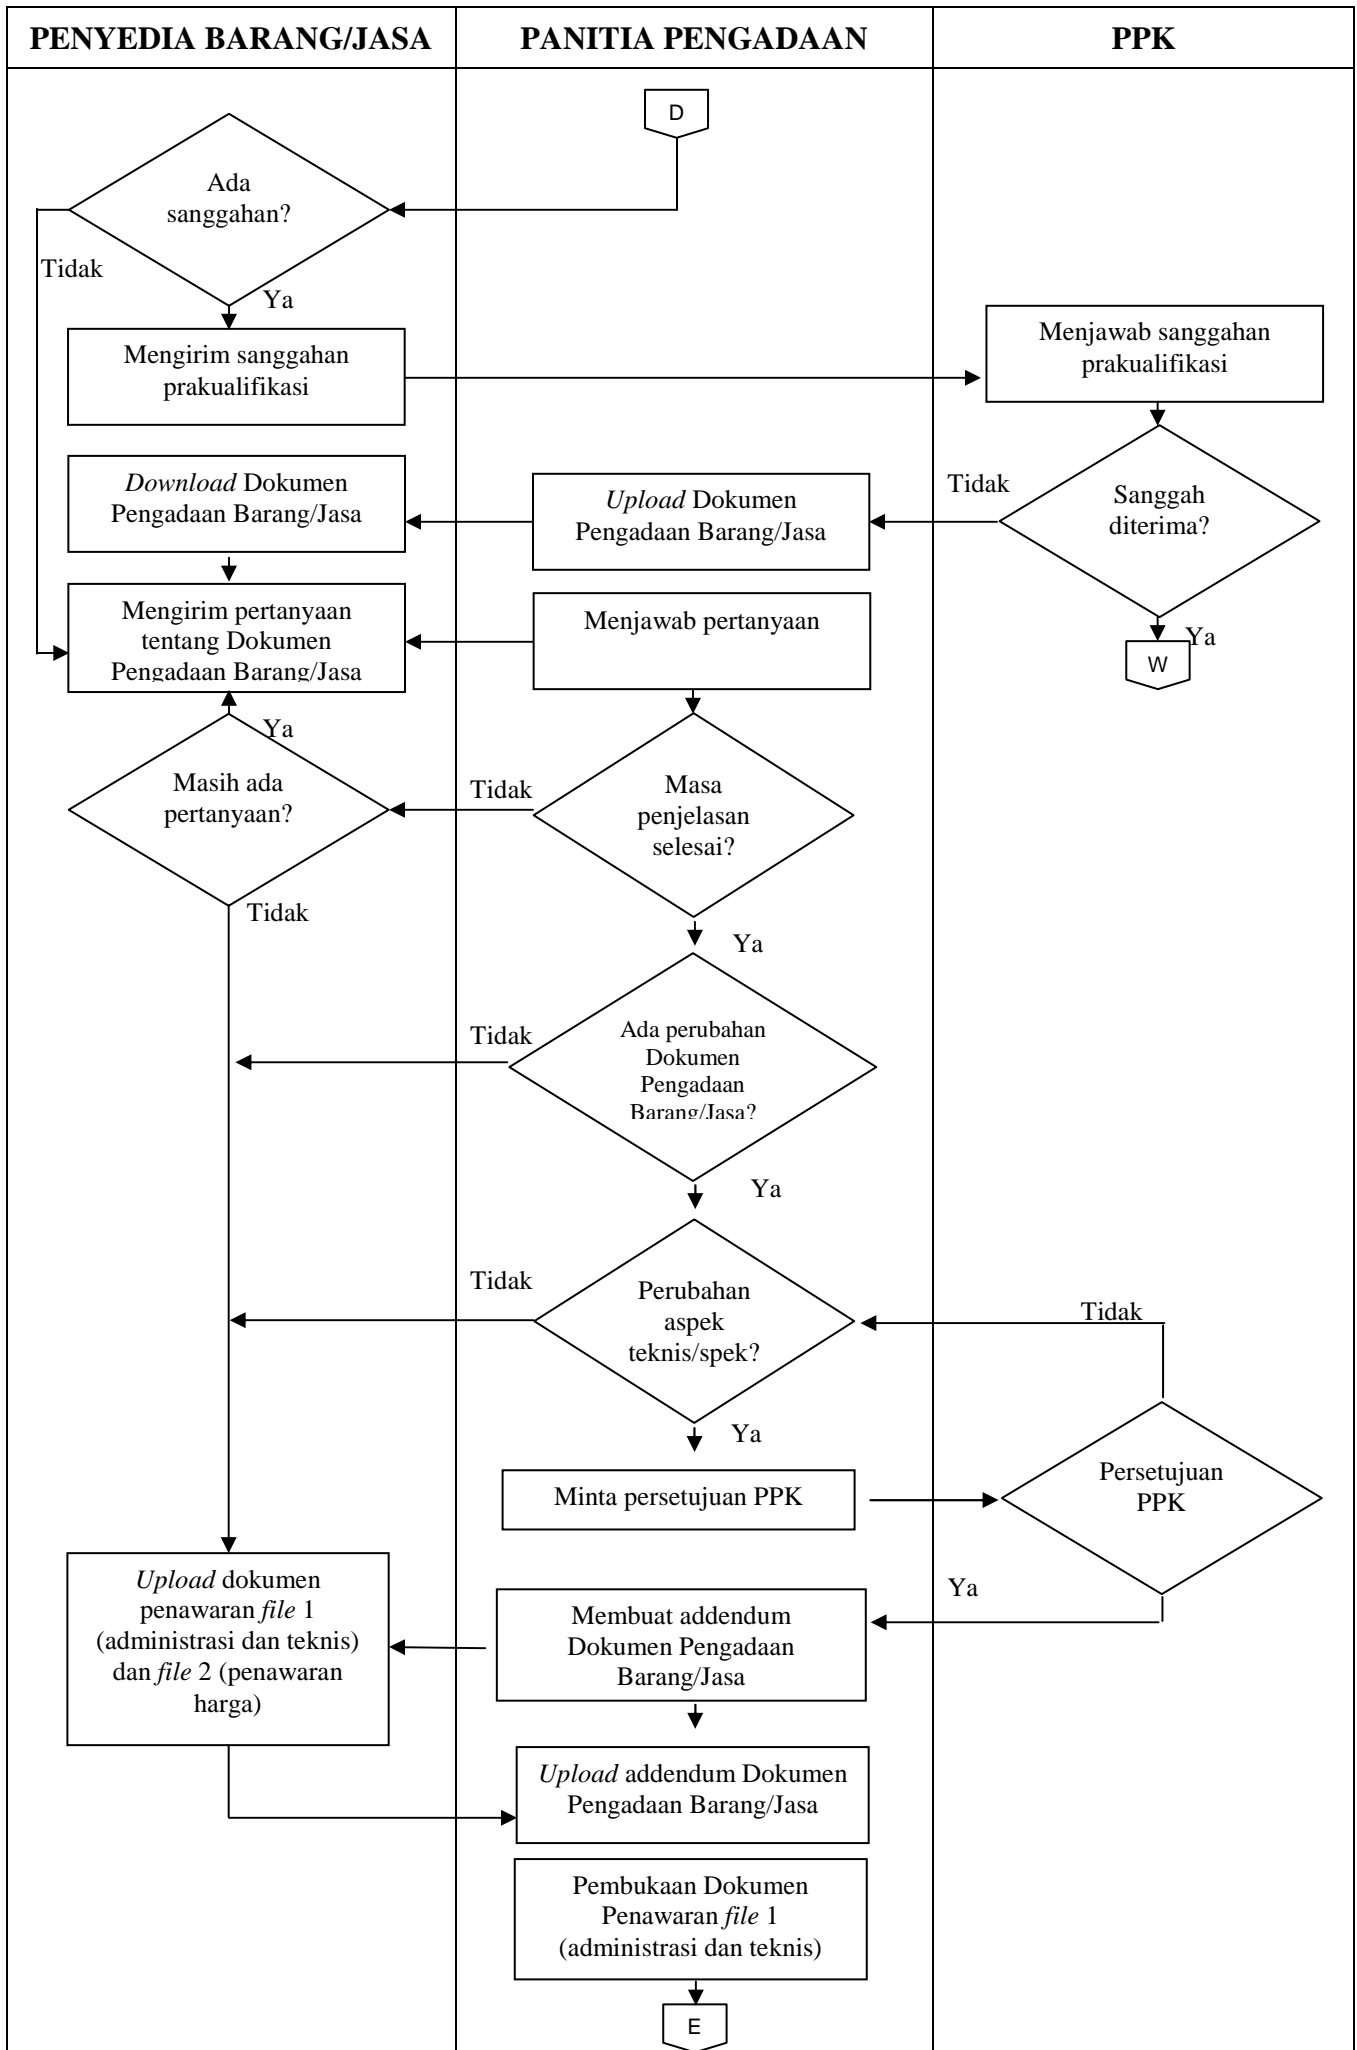 PENYEDIA BARANG/JASA
PANITIA PENGADAAN
PPK
D
Ada
sanggahan?
Tidak
Ya
Mengirim sanggahan
prakualifikasi
Menjawab sanggahan
prakualifikasi
Download Dokumen
Pengadaan Barang/Jasa
Upload Dokumen
Pengadaan Barang/Jasa
Tidak
Sanggah
diterima?
Ya
W
Mengirim pertanyaan
tentang Dokumen
Pengadaan Barang/Jasa
Menjawab pertanyaan
Ya
Masih ada
pertanyaan?
Tidak
Tidak
Masa
penjelasan
selesai?
Ya
Tidak
Ada perubahan
Dokumen
Pengadaan
Barang/Jasa?
Ya
Tidak
Perubahan
aspek
teknis/spek?
Tidak
Ya
Minta persetujuan PPK
Persetujuan
PPK
Ya
Upload dokumen
penawaran file 1
(administrasi dan teknis)
dan file 2 (penawaran
harga)
Membuat addendum
Dokumen Pengadaan
Barang/Jasa
Upload addendum Dokumen
Pengadaan Barang/Jasa
Pembukaan Dokumen
Penawaran file 1
(administrasi dan teknis)
E